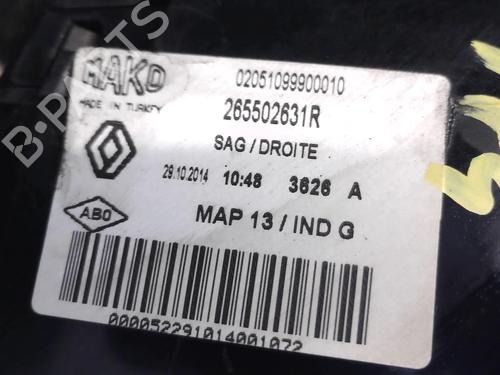 MAKO
MADE IN TURKEY
02051099900010
265502631R
SAG / DROITE
29.10.2014 10:48 3626 A
ABO
MAP 13 / IND G
000052291014001072
B-PARTS